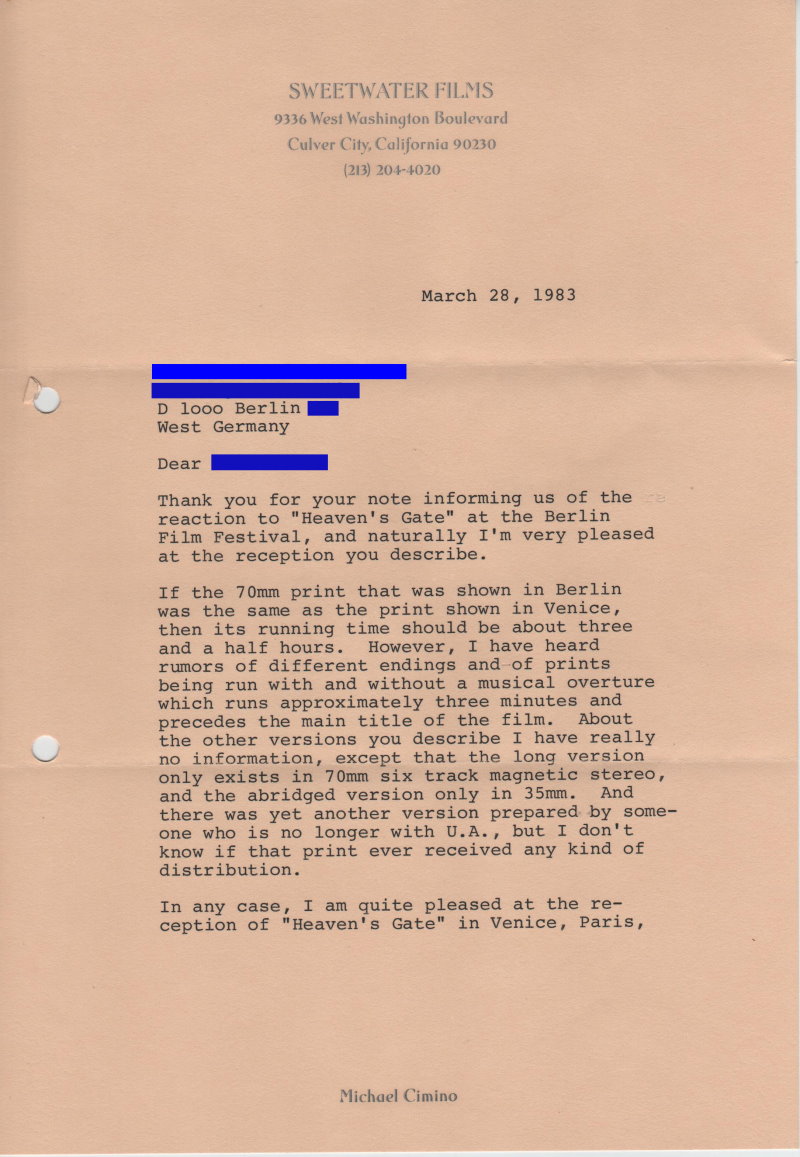 SWEETWATER FILMS
9336 West Washington Boulevard
Culver City, California 90230
(213) 204-4020
March 28, 1983
D looo Berlin
West Germany
Dear
Thank you for your note informing us of the
reaction to "Heaven's Gate" at the Berlin
Film Festival, and naturally I'm very pleased
at the reception you describe.
If the 70mm print that was shown in Berlin
was the same as the print shown in Venice,
then its running time should be about three
and a half hours.  However, I have heard
rumors of different endings and of prints
being run with and without a musical overture
which runs approximately three minutes and
precedes the main title of the film.  About
the other versions you describe I have really
no information, except that the long version
only exists in 70mm six track magnetic stereo,
and the abridged version only in 35mm.  And
there was yet another version prepared by some-
one who is no longer with U.A., but I don't
know if that print ever received any kind of
distribution.
In any case, I am quite pleased at the re-
ception of "Heaven's Gate" in Venice, Paris,
Michael Cimino